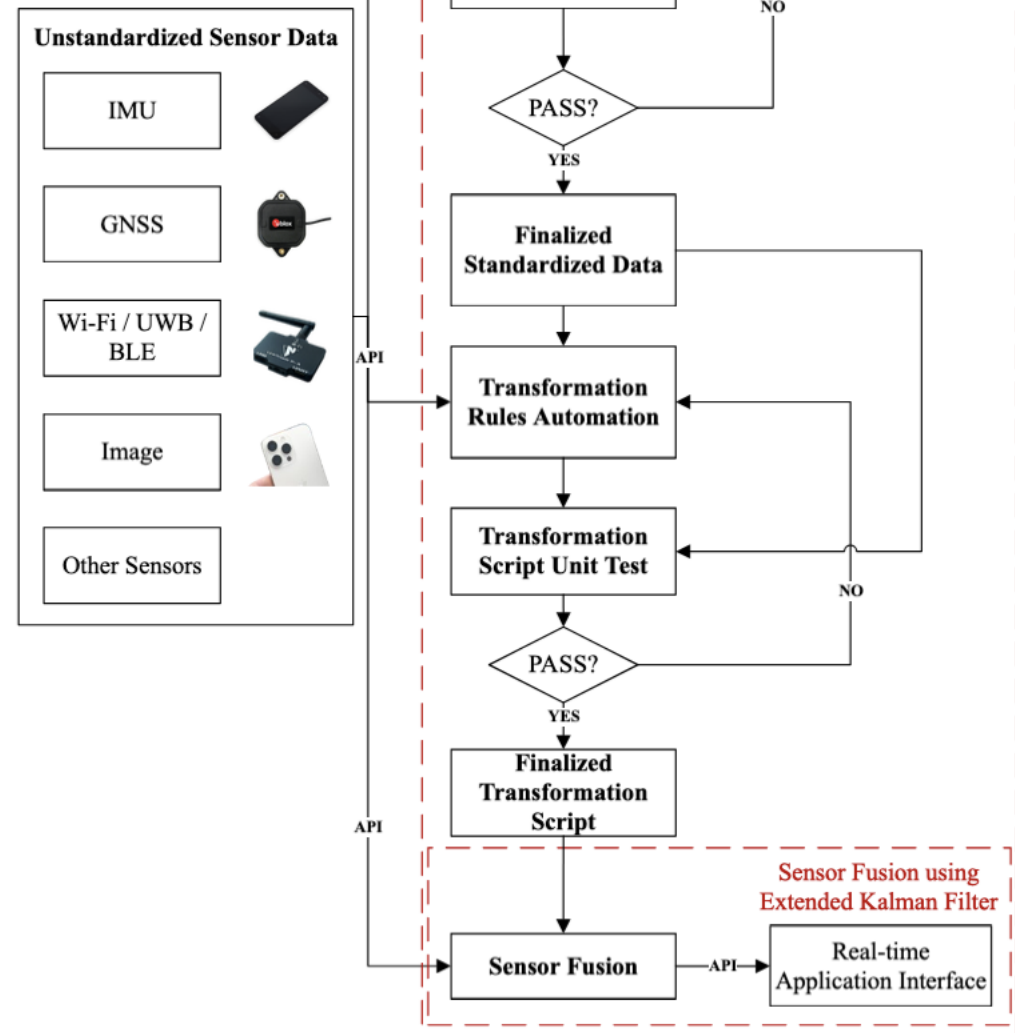 Unstandardized Sensor Data
IMU
GNSS
Wi-Fi / UWB /
BLE
Image
Other Sensors
API
API
NO
PASS?
YES
Finalized
Standardized Data
Transformation
Rules Automation
Transformation
Script Unit Test
NO
PASS?
YES
Finalized
Transformation
Script
Sensor Fusion using
Extended Kalman Filter
Sensor Fusion
API
Real-time
Application Interface